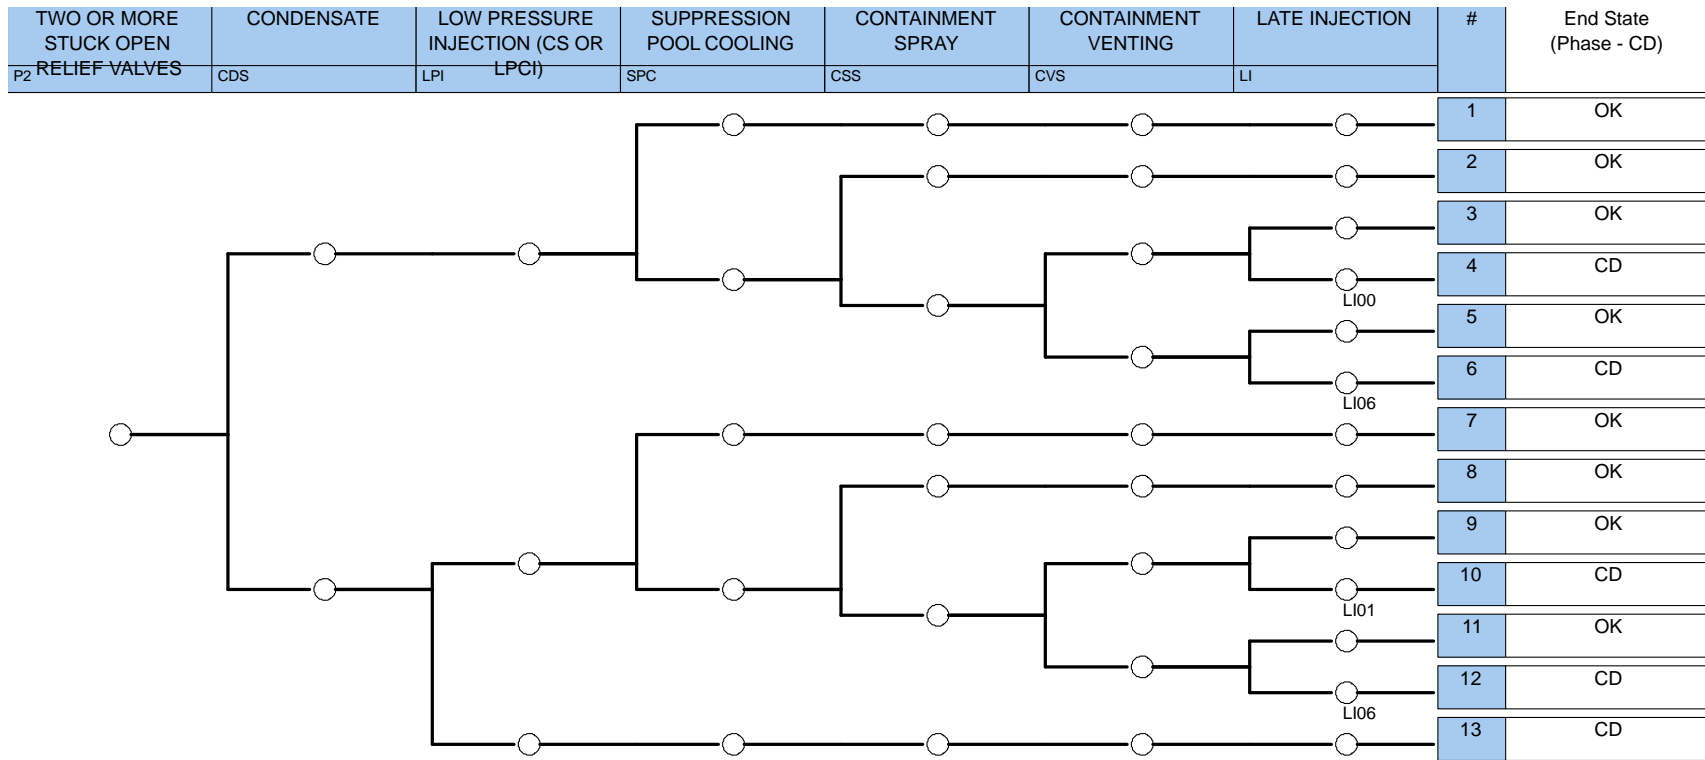 TWO OR MORE
STUCK OPEN
RELIEF VALVES
P2
CONDENSATE
CDS
LOW PRESSURE
INJECTION (CS OR
LPCI)
LPI
SUPPRESSION
POOL COOLING
SPC
CONTAINMENT
SPRAY
CSS
CONTAINMENT
VENTING
CVS
LATE INJECTION
LI
#
End State
(Phase - CD)
1 OK
2 OK
3 OK
4 CD
LI00
5 OK
6 CD
LI06
7 OK
8 OK
9 OK
10 CD
LI01
11 OK
12 CD
LI06
13 CD